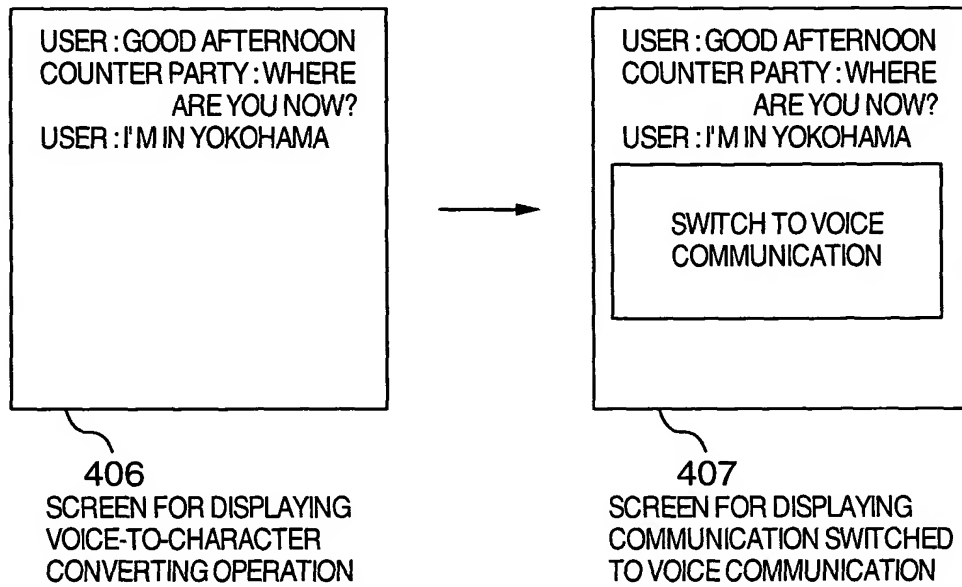 USER : GOOD AFTERNOON
COUNTER PARTY : WHERE
ARE YOU NOW?
USER : I'M IN YOKOHAMA
406
SCREEN FOR DISPLAYING
VOICE-TO-CHARACTER
CONVERTING OPERATION
USER : GOOD AFTERNOON
COUNTER PARTY : WHERE
ARE YOU NOW?
USER : I'M IN YOKOHAMA
SWITCH TO VOICE
COMMUNICATION
407
SCREEN FOR DISPLAYING
COMMUNICATION SWITCHED
TO VOICE COMMUNICATION